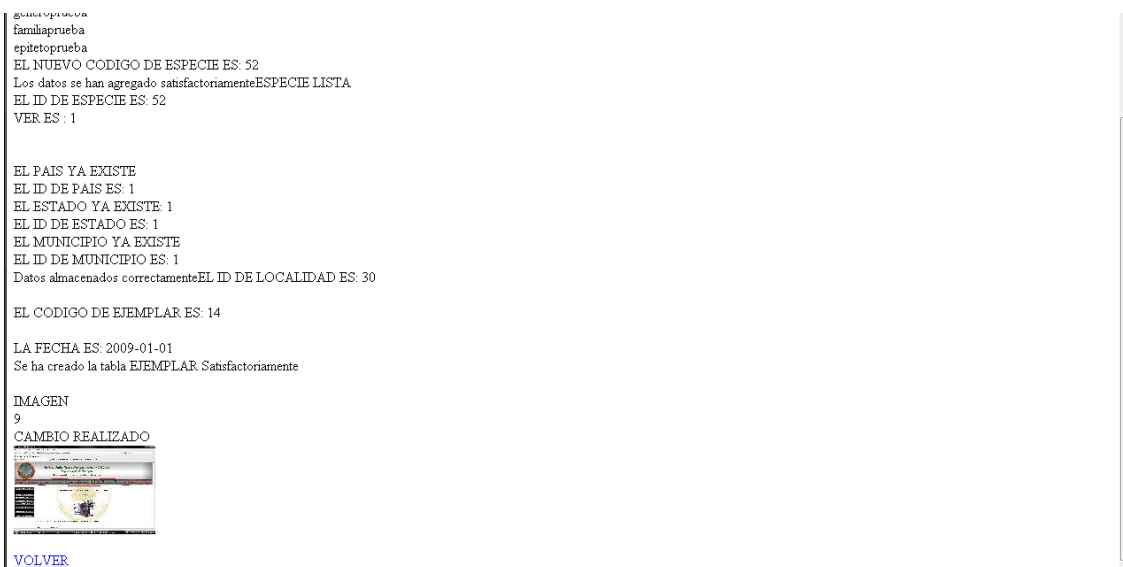 generoprueba
familiaprueba
epitetoprueba
EL NUEVO CODIGO DE ESPECIE ES: 52
Los datos se han agregado satisfactoriamenteESPECIE LISTA
EL ID DE ESPECIE ES: 52
VER ES : 1
EL PAIS YA EXISTE
EL ID DE PAIS ES: 1
EL ESTADO YA EXISTE: 1
EL ID DE ESTADO ES: 1
EL MUNICIPIO YA EXISTE
EL ID DE MUNICIPIO ES: 1
Datos almacenados correctamenteEL ID DE LOCALIDAD ES: 30
EL CODIGO DE EJEMPLAR ES: 14
LA FECHA ES: 2009-01-01
Se ha creado la tabla EJEMPLAR Satisfactoriamente
IMAGEN
9
CAMBIO REALIZADO
VOLVER